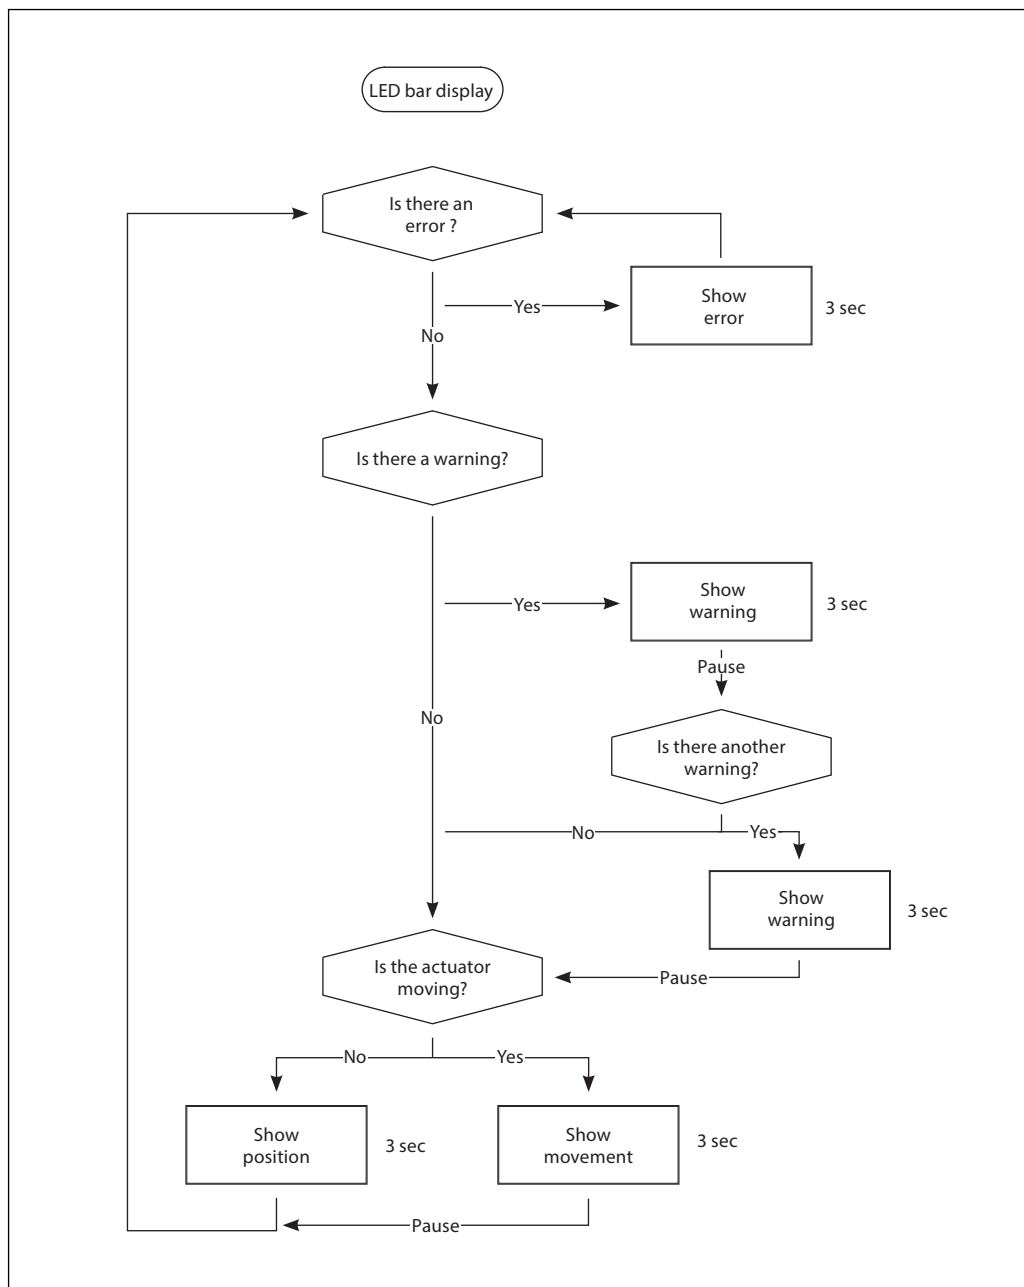 LED bar display
Is there an
error ?
Yes
Show
error
3 sec
No
Is there a warning?
Yes
Show
warning
3 sec
Pause
No
Is there another
warning?
No
Yes
Show
warning
3 sec
Is the actuator
moving?
Pause
No
Yes
Show
position
3 sec
Show
movement
3 sec
Pause